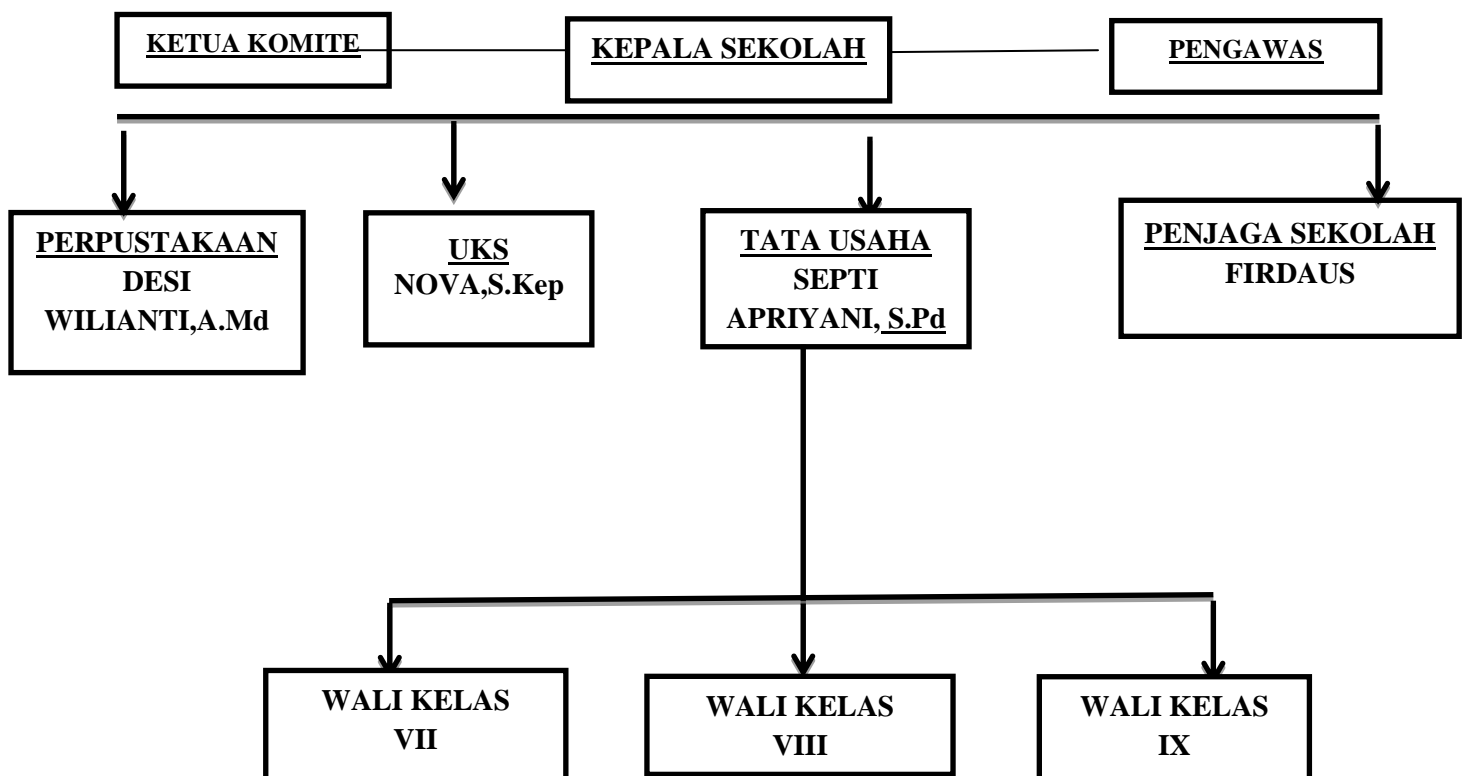 KETUA KOMITE
KEPALA SEKOLAH
PENGAWAS
PERPUSTAKAAN
DESI
WILIANTI,A.Md
UKS
NOVA,S.Kep
TATA USAHA
SEPTI
APRIYANI, S.Pd
PENJAGA SEKOLAH
FIRDAUS
WALI KELAS
VII
WALI KELAS
VIII
WALI KELAS
IX